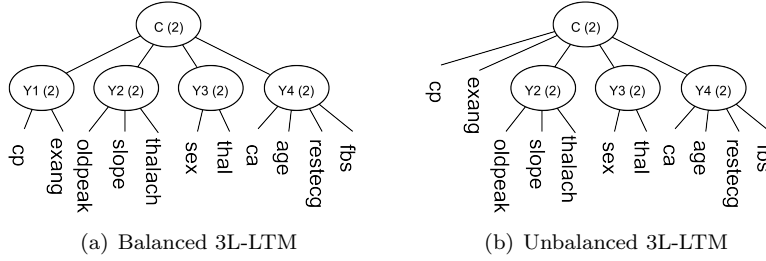 C (2) C (2)
Y1 (2) Y2 (2) Y3 (2) Y4 (2) Y2 (2) Y3 (2) Y4 (2)
cp exang oldpeak slope thalach sex thal ca age restecg fbs cp exang oldpeak slope thalach sex thal ca age restecg fbs
(a) Balanced 3L-LTM (b) Unbalanced 3L-LTM